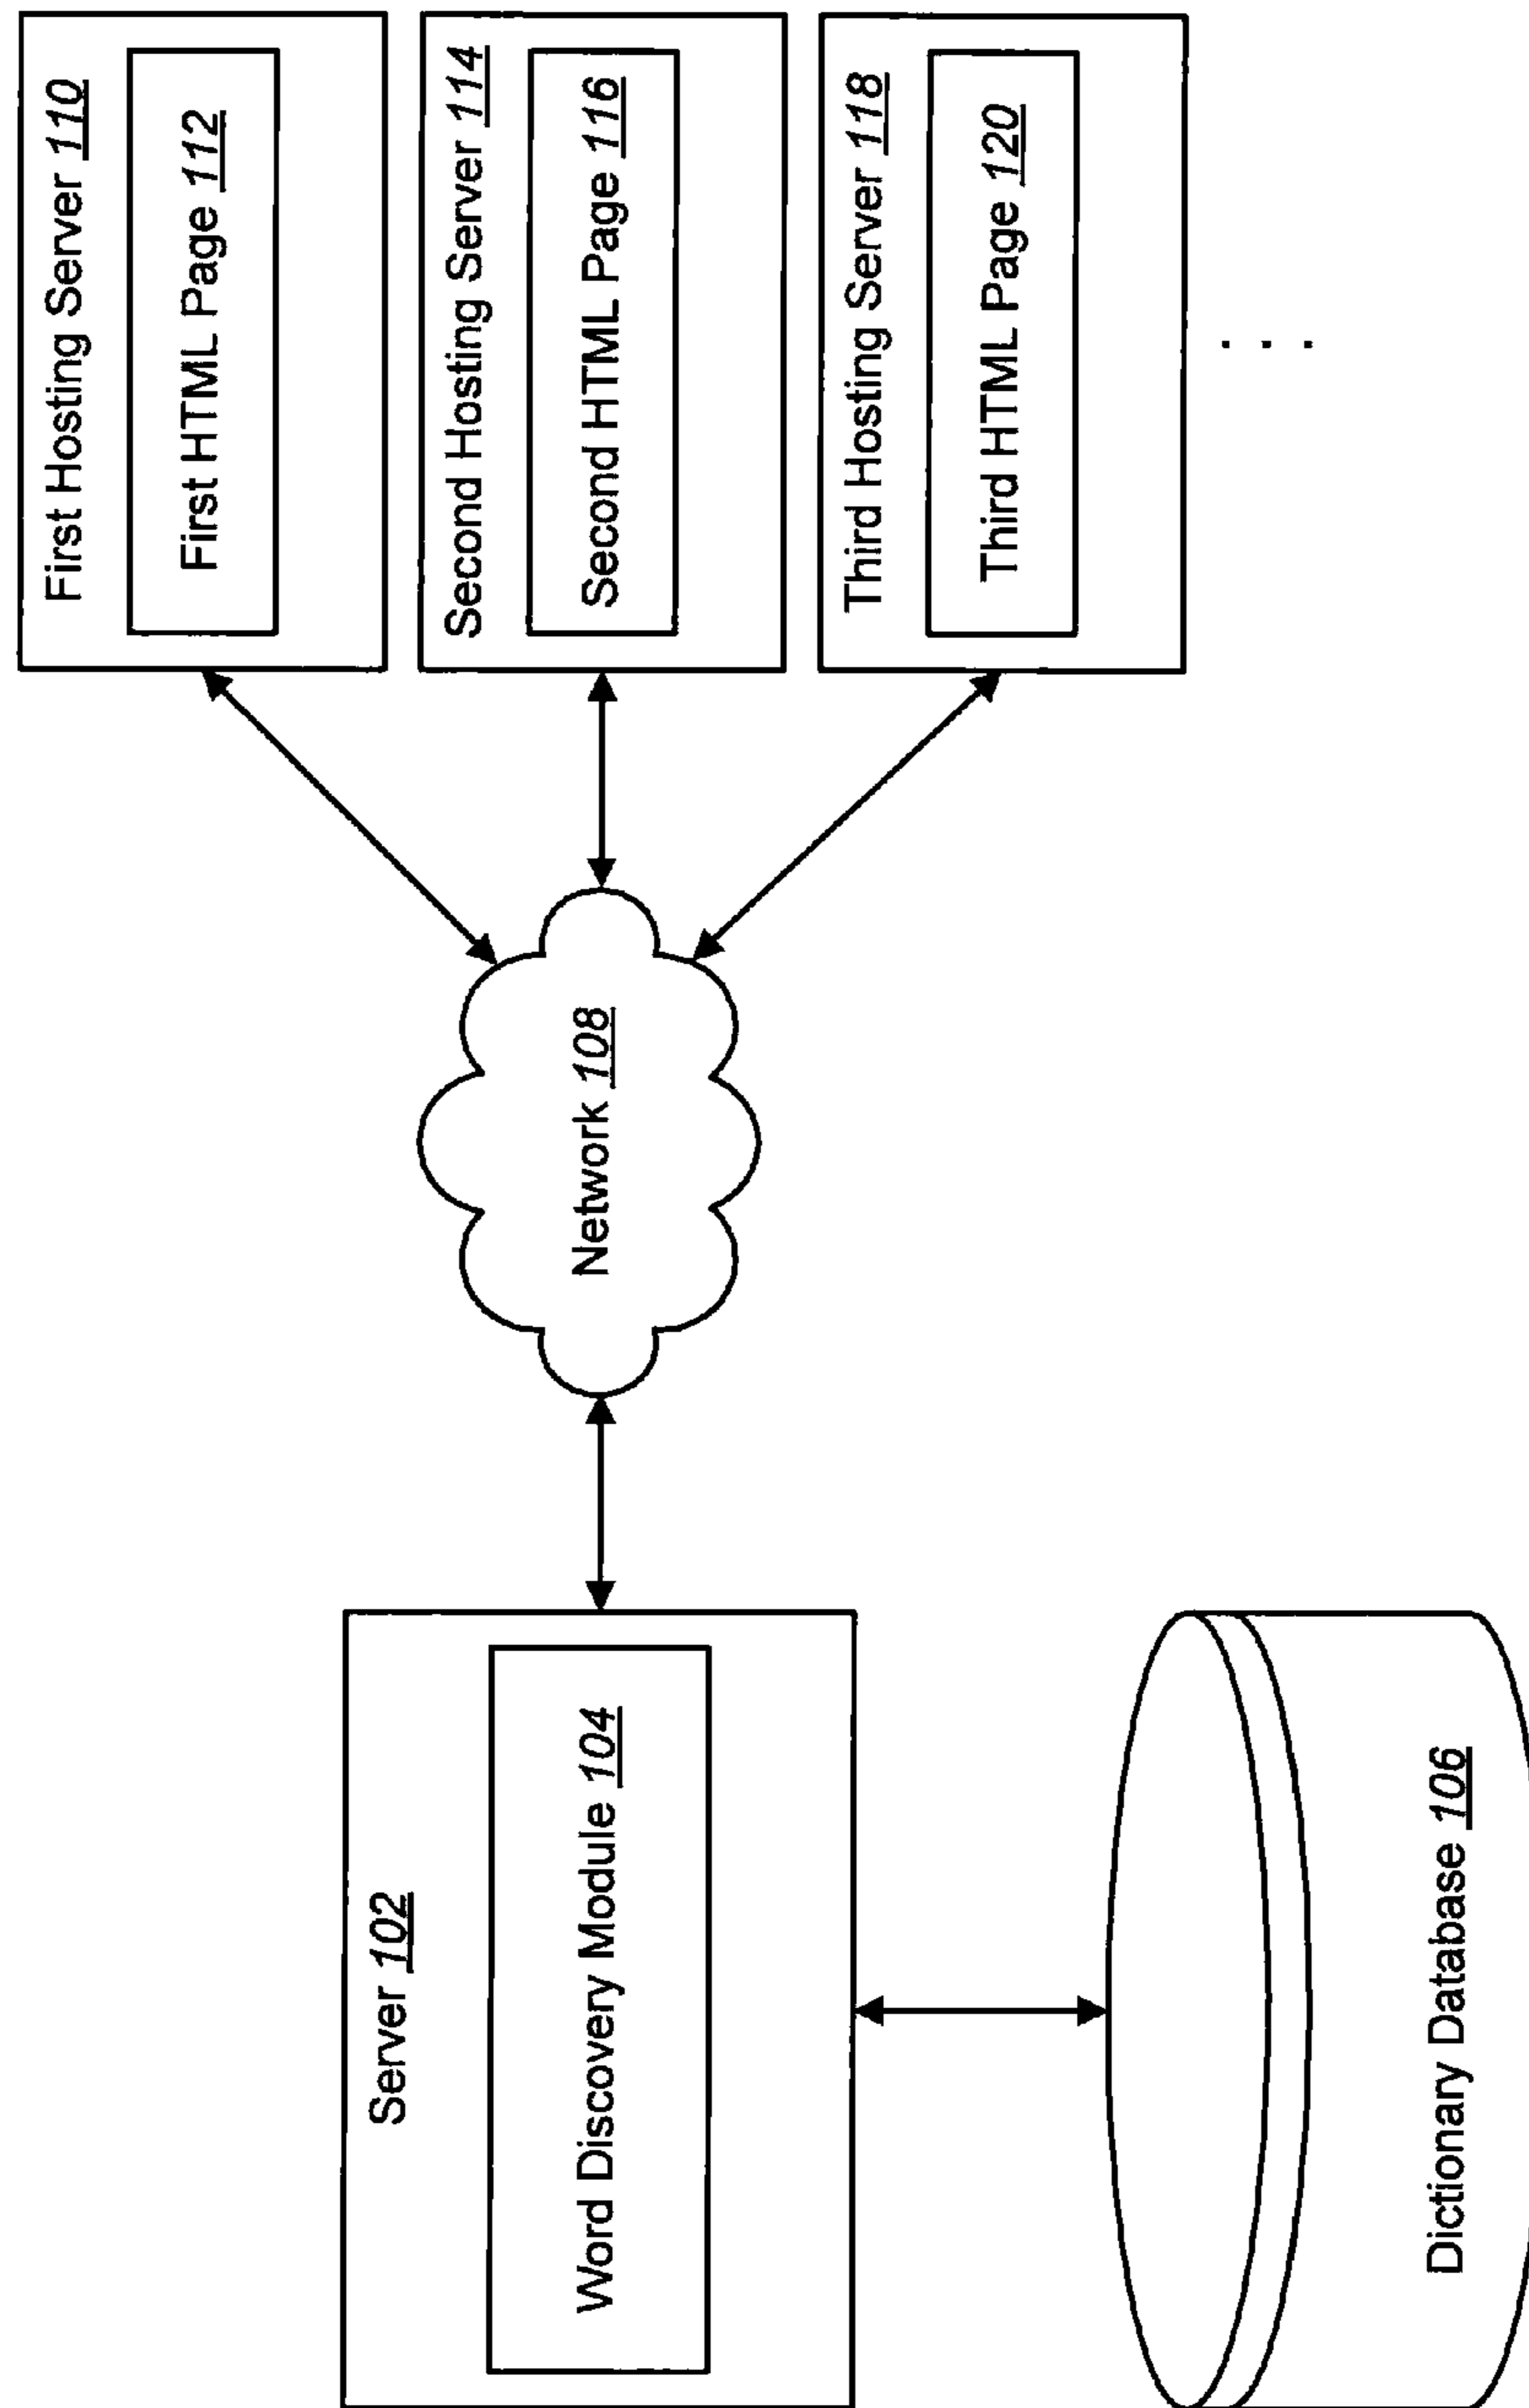 Server 102
Word Discovery Module 104
Dictionary Database 106
Network 108
First Hosting Server 110
First HTML Page 112
Second Hosting Server 114
Second HTML Page 116
Third Hosting Server 118
Third HTML Page 120
. . .